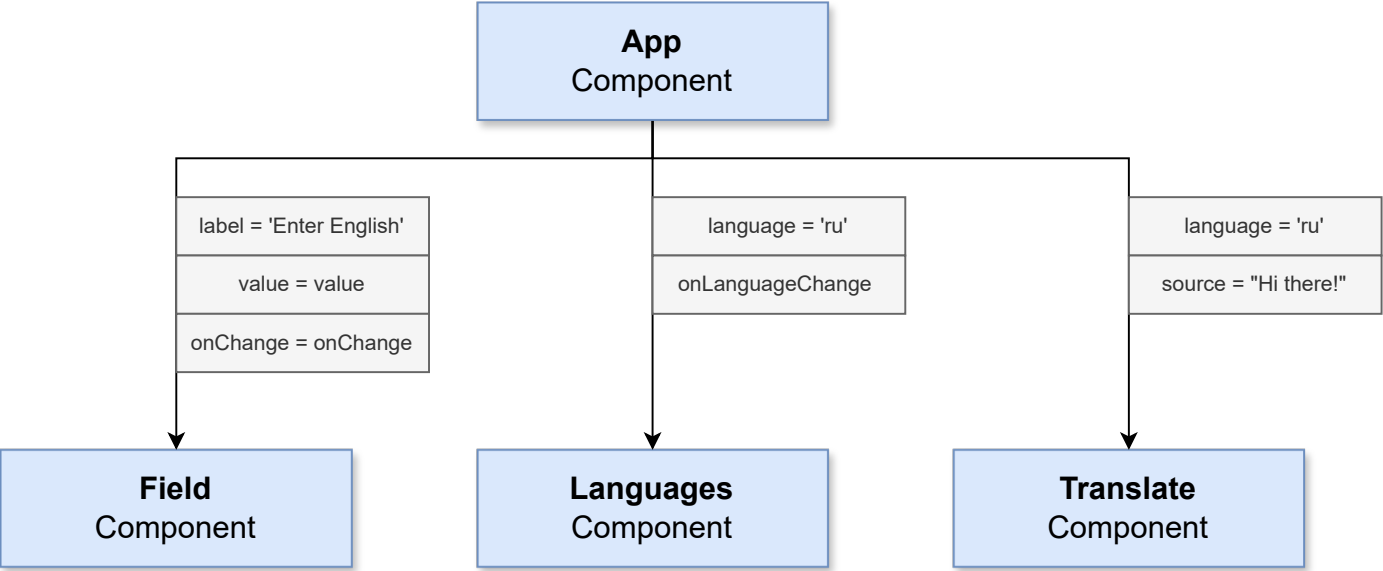 App
Component
label = 'Enter English'
value = value
onChange = onChange
language = 'ru'
onLanguageChange
language = 'ru'
source = "Hi there!"
Field
Component
Languages
Component
Translate
Component